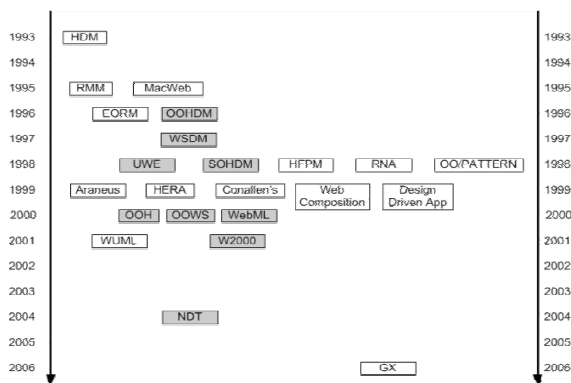 1993 HDM 1993
1994 1994
1995 RMM MacWeb 1995
1996 EORM OOHDM 1996
1997 WSDM 1997
1998 UWE SOHDM HFPM RNA OO/PATTERN 1998
1999 Araneus HERA Conallen's Web Composition Design Driven App 1999
2000 OOH OOWS WebML 2000
2001 WUML W2000 2001
2002 2002
2003 2003
2004 NDT 2004
2005 2005
2006 GX 2006